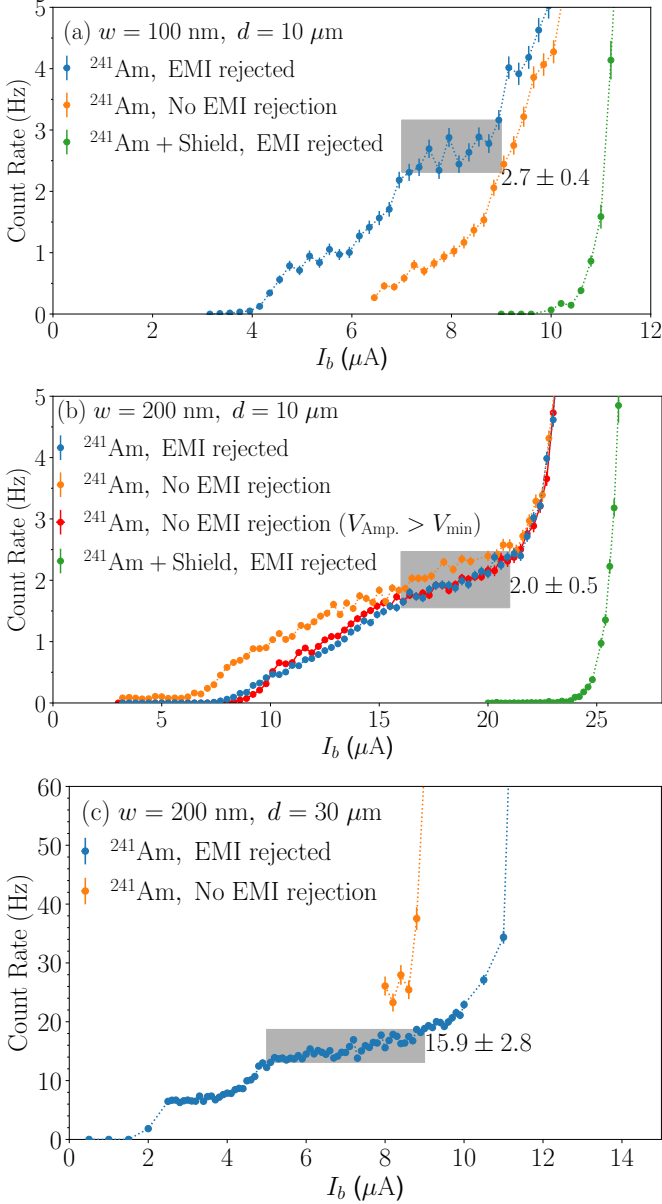 (a) w = 100 nm, d = 10 μm
²⁴¹Am, EMI rejected
²⁴¹Am, No EMI rejection
²⁴¹Am + Shield, EMI rejected
2.7 ± 0.4
Count Rate (Hz)
5
4
3
2
1
0
0 2 4 6 8 10 12
I_b (μA)
(b) w = 200 nm, d = 10 μm
²⁴¹Am, EMI rejected
²⁴¹Am, No EMI rejection
²⁴¹Am, No EMI rejection (V_Amp. > V_min)
²⁴¹Am + Shield, EMI rejected
2.0 ± 0.5
Count Rate (Hz)
5
4
3
2
1
0
0 5 10 15 20 25
I_b (μA)
(c) w = 200 nm, d = 30 μm
²⁴¹Am, EMI rejected
²⁴¹Am, No EMI rejection
15.9 ± 2.8
Count Rate (Hz)
60
50
40
30
20
10
0
0 2 4 6 8 10 12 14
I_b (μA)